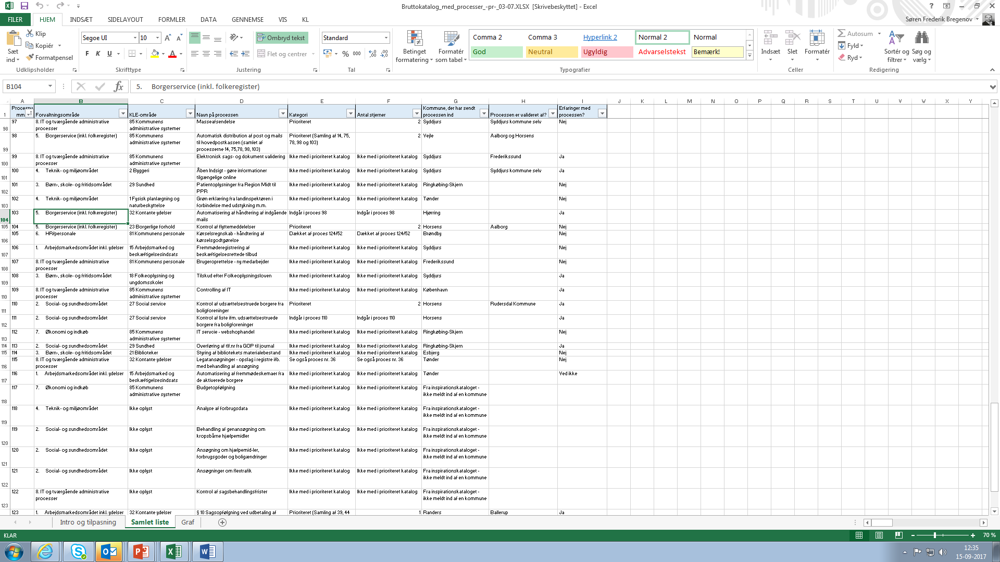 Bruttokatalog_med_processer_-pr-_03-07.XLSX [Skrivebeskyttet] - Excel
FILER HJEM INDSÆT SIDELAYOUT FORMLER DATA GENNEMSE VIS KL
Søren Frederik Bregenov
Sæt ind
Klip
Kopiér
Formatpensel
Udklipsholder
Segoe UI 10
F K U
Skrifttype
Ombryd tekst
Flet og centrer
Justering
Standard
% 000
Tal
Betinget formatering
Formatér som tabel
Comma 2 Comma 3 Hyperlink 2 Normal 2 Normal
God Neutral Ugyldig Advarselstekst Bemærk!
Typografier
Indsæt Slet Formatér
Celler
Autosum
Fyld
Ryd
Sortér og filtrer
Søg og vælg
Redigering
B104 fx 5. Borgerservice (inkl. folkeregister)
A B C D E F G H I J K L M N O P Q R S T U V W X Y
1 Procesnummer Forvaltningsområde KLE-område Navn på processen Kategori Antal stjerner Kommune, der har sendt processen ind Processen er valideret af? Erfaringer med processen?
98 97 8. IT og tværgående administrative processer 85 Kommunens administrative systemer Masseafsendelse Prioriteret 2 Syddjurs Syddjurs kommune selv Nej
99 98 5. Borgerservice (inkl. folkeregister) 85 Kommunens administrative systemer Automatisk distribution af post og mails til hovedpostkassen (samlet af processerne 14, 75,78, 98, 103) Prioriteret (Samling af 14, 75, 78, 98 og 103) 2 Vejle Aalborg og Horsens
100 99 8. IT og tværgående administrative processer 85 Kommunens administrative systemer Elektronisk sags- og dokument validering Ikke med i prioriteret katalog Ikke med i prioriteret katalog Syddjurs Frederikssund Ja
101 100 4. Teknik- og miljøområdet 2 Byggeri Åben Indsigt - gøre informationer tilgængelige online Ikke med i prioriteret katalog Ikke med i prioriteret katalog Syddjurs Syddjurs kommune selv Ja
102 101 3. Børn-, skole- og fritidsområdet 29 Sundhed Patientoplysninger fra Region Midt til PPR Ikke med i prioriteret katalog Ikke med i prioriteret katalog Ringkøbing-Skjern Nej
103 102 4. Teknik- og miljøområdet 1 Fysisk planlægning og naturbeskyttelse Grøn erklæring fra landinspektøren i forbindelse med udstykning m.m. Ikke med i prioriteret katalog Ikke med i prioriteret katalog Tønder Nej
104 103 5. Borgerservice (inkl. folkeregister) 32 Kontante ydelser Automatisering af håndtering af indgående mails Indgår i proces 98 Indgår i proces 98 Hjørring Ja
105 104 5. Borgerservice (inkl. folkeregister) 23 Borgerlige forhold Kontrol af flyttemeddelelser Prioriteret 2 Horsens Aalborg Nej
106 105 6. HR/personale 81 Kommunens personale Kørselsregnskab - håndtering af kørselsgodtgørelse Dækket af proces 124/52 Dækket af proces 124/52 Brøndby Nej
107 106 1. Arbejdsmarkedsområdet inkl. ydelser 15 Arbejdsmarked og beskæftigelsesindsats Fremmøderegistrering af beskæftigelsesrettede tilbud Ikke med i prioriteret katalog Ikke med i prioriteret katalog Nej
108 107 8. IT og tværgående administrative processer 81 Kommunens personale Brugeroprettelse - ny medarbejder Ikke med i prioriteret katalog Ikke med i prioriteret katalog Frederikssund Nej
109 108 3. Børn-, skole- og fritidsområdet 18 Folkeoplysning og ungdomsskoler Tilskud efter Folkeoplysningsloven Ikke med i prioriteret katalog Ikke med i prioriteret katalog Syddjurs Ja
110 109 8. IT og tværgående administrative processer 85 Kommunens administrative systemer Controlling af IT Ikke med i prioriteret katalog Ikke med i prioriteret katalog København Ja
111 110 2. Social- og sundhedsområdet 27 Social service Kontrol af udsættelsestruede borgere fra boligforeninger Prioriteret 2 Horsens Rudersdal Kommune Ja
112 111 2. Social- og sundhedsområdet 27 Social service Kontrol af liste ifm. udsættelsestruede borgere fra boligforeninger Indgår i proces 110 Indgår i proces 110 Horsens Ja
113 112 7. Økonomi og indkøb 85 Kommunens administrative systemer IT servcie - webshophandel Ikke med i prioriteret katalog Ikke med i prioriteret katalog Ringkøbing-Skjern Nej
114 113 2. Social- og sundhedsområdet 29 Sundhed Overføring af tlf.nr fra GOP til journal Ikke med i prioriteret katalog Ikke med i prioriteret katalog Ringkøbing-Skjern Ja
115 114 3. Børn-, skole- og fritidsområdet 21 Biblioteker Styring af bibliotekets materialebestand Ikke med i prioriteret katalog Ikke med i prioriteret katalog Esbjerg Nej
116 115 8. IT og tværgående administrative processer 32 Kontante ydelser Legatansøgninger - opslag i registre ifb. med behandling af ansøgning Se også proces nr. 36 Se også proces nr. 36 Tønder Nej
117 116 1. Arbejdsmarkedsområdet inkl. ydelser 15 Arbejdsmarked og beskæftigelsesindsats Automatisering af fremmødeskemaer fra de aktiverede borgere Ikke med i prioriteret katalog Ikke med i prioriteret katalog Tønder Ved ikke
118 117 7. Økonomi og indkøb 85 Kommunens administrative systemer Budgetopfølgning Ikke med i prioriteret katalog Ikke med i prioriteret katalog Fra inspirationskataloget - ikke meldt ind af en kommune
119 118 4. Teknik- og miljøområdet Ikke oplyst Analyse af forbrugsdata Ikke med i prioriteret katalog Ikke med i prioriteret katalog Fra inspirationskataloget - ikke meldt ind af en kommune
120 119 2. Social- og sundhedsområdet Ikke oplyst Behandling af genansøgning om kropsbårne hjælpemidler Ikke med i prioriteret katalog Ikke med i prioriteret katalog Fra inspirationskataloget - ikke meldt ind af en kommune
121 120 2. Social- og sundhedsområdet Ikke oplyst Ansøgning om hjælpemid-ler, forbrugsgoder og boligændringer Ikke med i prioriteret katalog Ikke med i prioriteret katalog Fra inspirationskataloget - ikke meldt ind af en kommune
122 121 2. Social- og sundhedsområdet Ikke oplyst Ansøgninger om flextrafik Ikke med i prioriteret katalog Ikke med i prioriteret katalog Fra inspirationskataloget - ikke meldt ind af en kommune
123 122 8. IT og tværgående administrative processer Ikke oplyst Kontrol af sagsbehandlingsfrister Ikke med i prioriteret katalog Ikke med i prioriteret katalog Fra inspirationskataloget - ikke meldt ind af en kommune
123 1. Arbejdsmarkedsområdet inkl. ydelser 32 Kontante ydelser § 10 Sagsopfølgning ved udbetaling af Prioriteret (Samling af 39, 44 1 Randers Ballerup Ja
Intro og tilpasning Samlet liste Graf
KLAR 70 %
12:35
15-09-2017